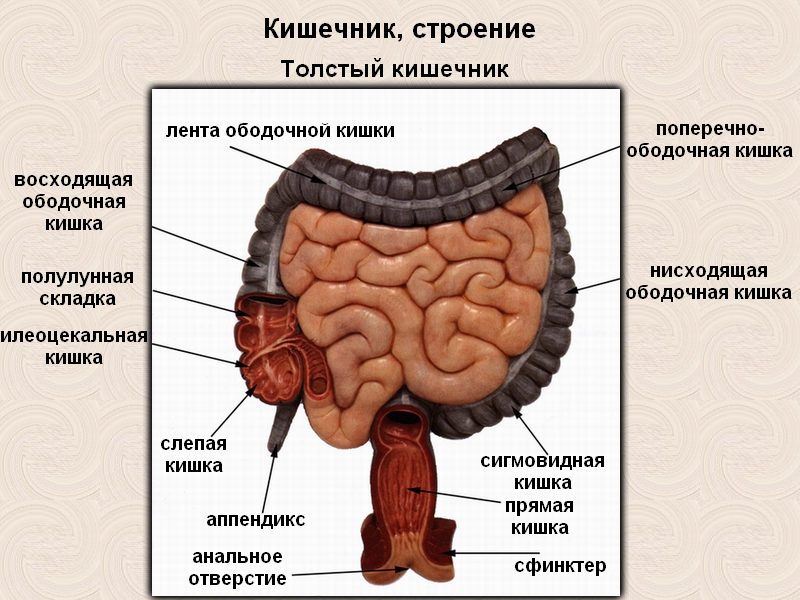 Кишечник, строение
Толстый кишечник
лента ободочной кишки
поперечно-
ободочная кишка
восходящая
ободочная
кишка
полулунная
складка
нисходящая
ободочная кишка
илеоцекальная
кишка
слепая
кишка
сигмовидная
кишка
прямая
кишка
аппендикс
анальное
отверстие
сфинктер